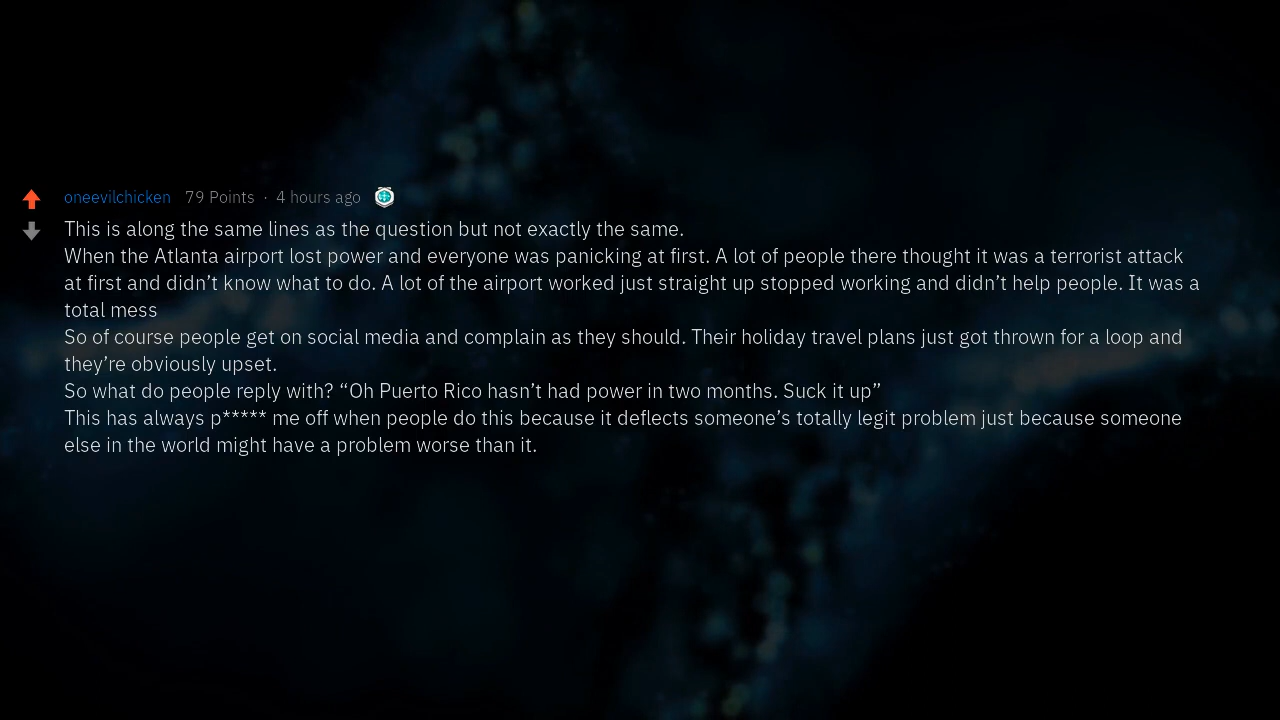 oneevilchicken 79 Points · 4 hours ago
This is along the same lines as the question but not exactly the same.
When the Atlanta airport lost power and everyone was panicking at first. A lot of people there thought it was a terrorist attack
at first and didn’t know what to do. A lot of the airport worked just straight up stopped working and didn’t help people. It was a
total mess
So of course people get on social media and complain as they should. Their holiday travel plans just got thrown for a loop and
they’re obviously upset.
So what do people reply with? “Oh Puerto Rico hasn’t had power in two months. Suck it up”
This has always p***** me off when people do this because it deflects someone’s totally legit problem just because someone
else in the world might have a problem worse than it.